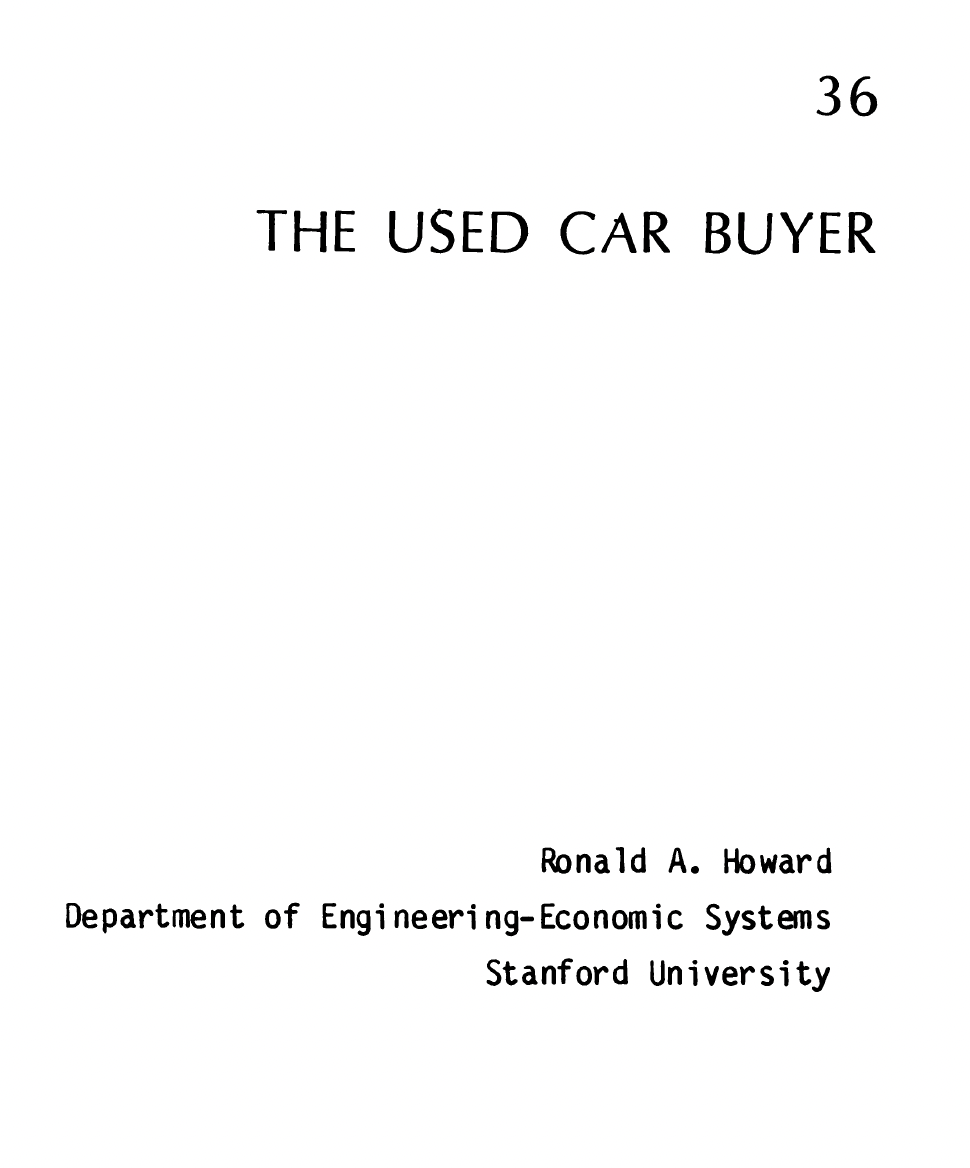 36
THE USED CAR BUYER
Ronald A. Howard
Department of Engineering-Economic Systems
Stanford University